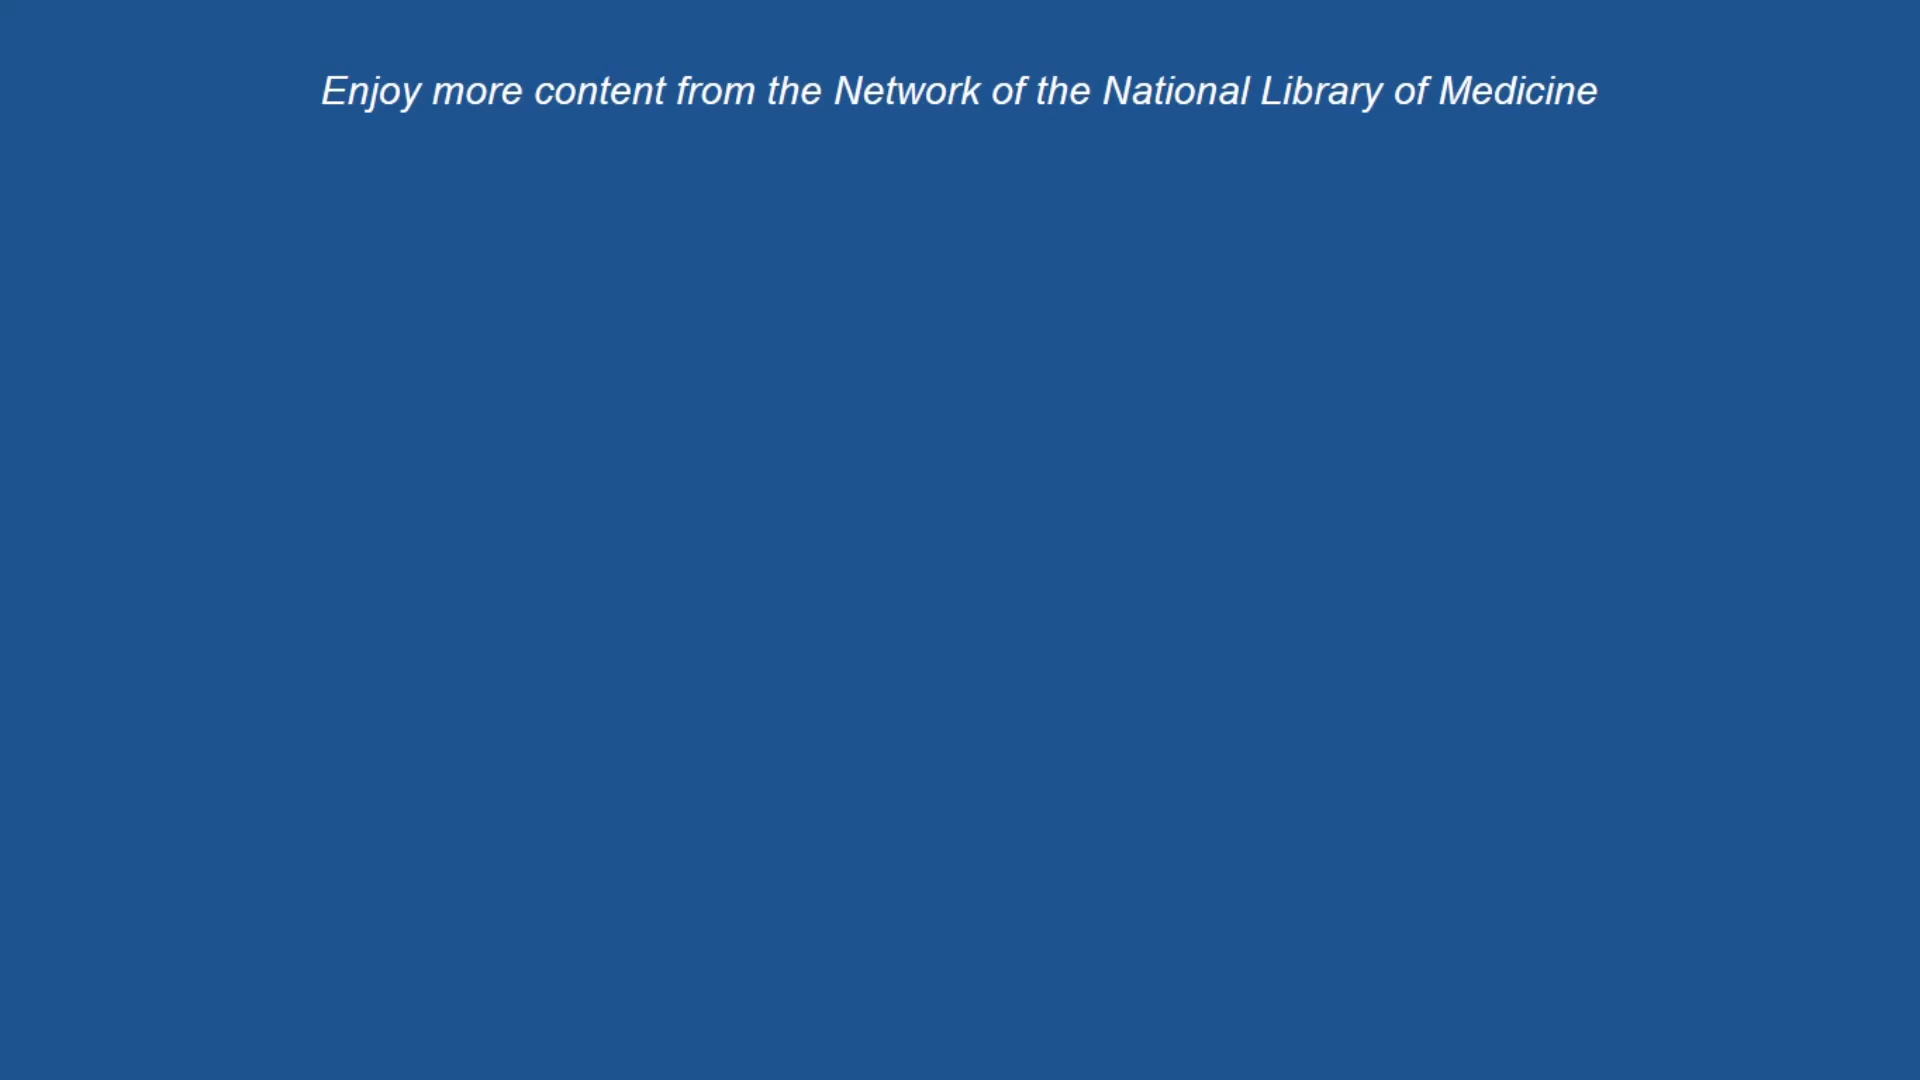 Enjoy more content from the Network of the National Library of Medicine